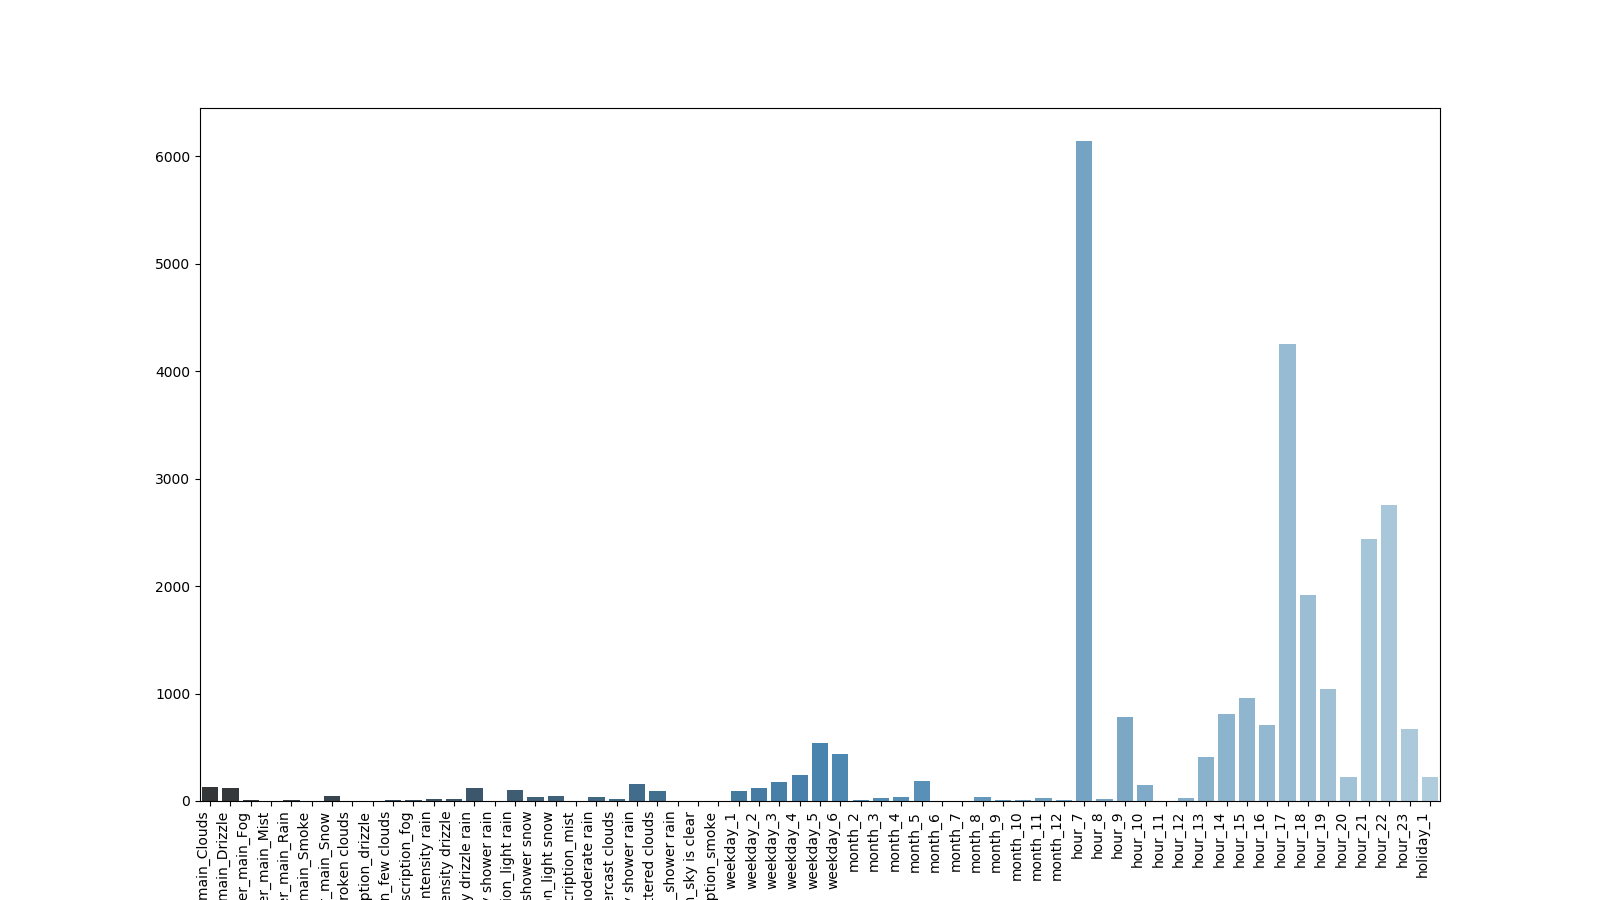 6000
5000
4000
3000
2000
1000
0
main_Clouds
main_Drizzle
er_main_Fog
er_main_Mist
er_main_Rain
main_Smoke
r_main_Snow
roken clouds
ption_drizzle
n_few clouds
scription_fog
ntensity rain
ensity drizzle
y drizzle rain
y shower rain
ion_light rain
shower snow
on_light snow
cription_mist
noderate rain
ercast clouds
y shower rain
ttered clouds
_shower rain
n_sky is clear
ption_smoke
weekday_1
weekday_2
weekday_3
weekday_4
weekday_5
weekday_6
month_2
month_3
month_4
month_5
month_6
month_7
month_8
month_9
month_10
month_11
month_12
hour_7
hour_8
hour_9
hour_10
hour_11
hour_12
hour_13
hour_14
hour_15
hour_16
hour_17
hour_18
hour_19
hour_20
hour_21
hour_22
hour_23
holiday_1